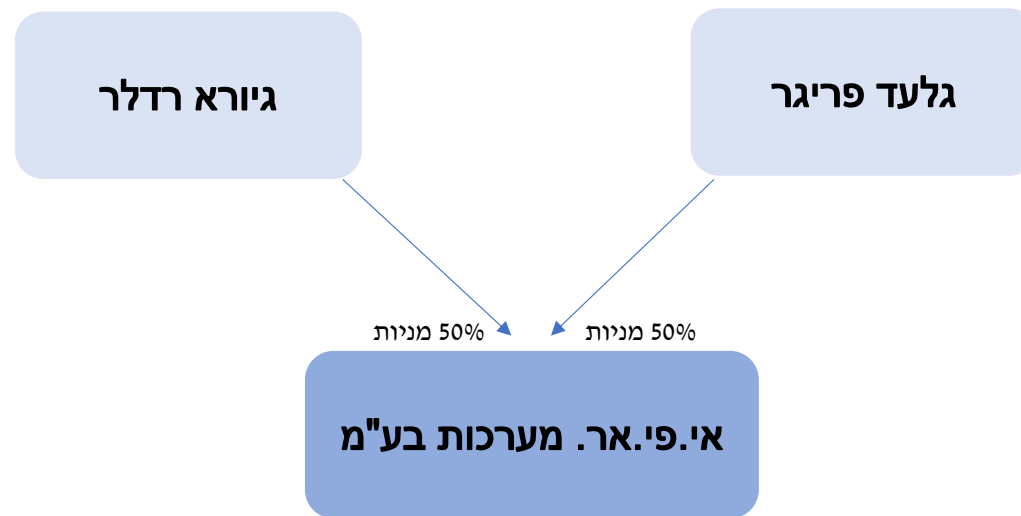 גלעד פריגר
גיורא רדלר
50% מניות
50% מניות
אי.פי.אר. מערכות בע"מ